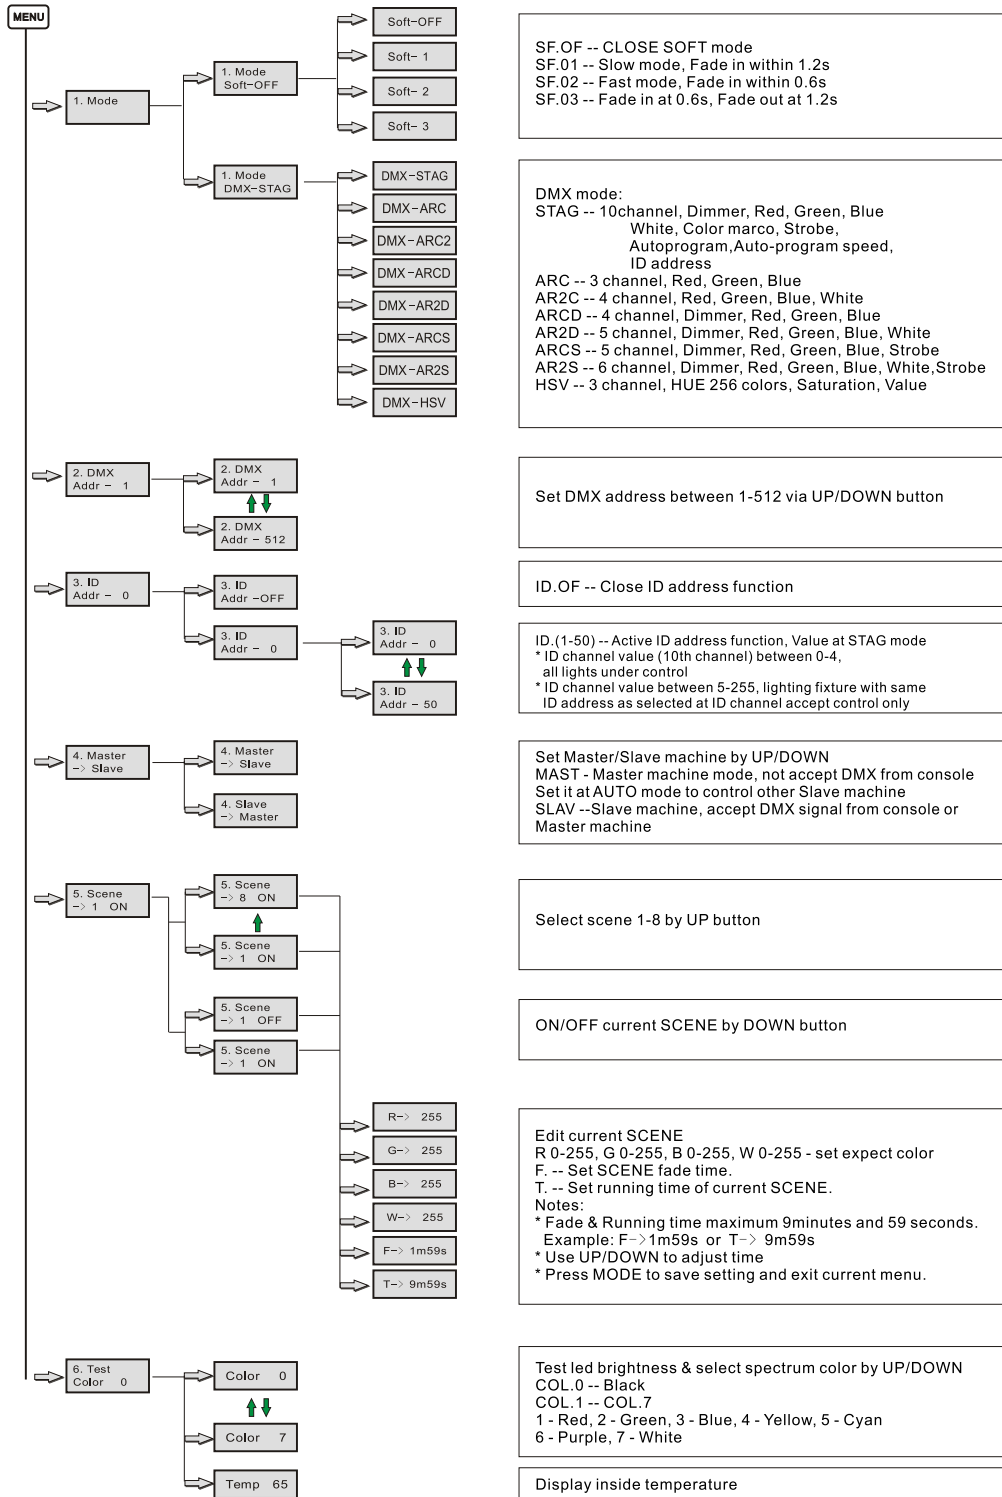 MENU
1. Mode
1. Mode
Soft-OFF
Soft-OFF
Soft- 1
Soft- 2
Soft- 3
SF.OF -- CLOSE SOFT mode
SF.01 -- Slow mode, Fade in within 1.2s
SF.02 -- Fast mode, Fade in within 0.6s
SF.03 -- Fade in at 0.6s, Fade out at 1.2s
1. Mode
DMX-STAG
DMX-STAG
DMX-ARC
DMX-ARC2
DMX-ARCD
DMX-AR2D
DMX-ARCS
DMX-AR2S
DMX-HSV
DMX mode:
STAG -- 10channel, Dimmer, Red, Green, Blue
White, Color marco, Strobe,
Autoprogram,Auto-program speed,
ID address
ARC -- 3 channel, Red, Green, Blue
AR2C -- 4 channel, Red, Green, Blue, White
ARCD -- 4 channel, Dimmer, Red, Green, Blue
AR2D -- 5 channel, Dimmer, Red, Green, Blue, White
ARCS -- 5 channel, Dimmer, Red, Green, Blue, Strobe
AR2S -- 6 channel, Dimmer, Red, Green, Blue, White,Strobe
HSV -- 3 channel, HUE 256 colors, Saturation, Value
2. DMX
Addr - 1
2. DMX
Addr - 1
2. DMX
Addr - 512
Set DMX address between 1-512 via UP/DOWN button
3. ID
Addr - 0
3. ID
Addr -OFF
ID.OF -- Close ID address function
3. ID
Addr - 0
3. ID
Addr - 0
3. ID
Addr - 50
ID.(1-50) -- Active ID address function, Value at STAG mode
* ID channel value (10th channel) between 0-4,
all lights under control
* ID channel value between 5-255, lighting fixture with same
ID address as selected at ID channel accept control only
4. Master
-> Slave
4. Master
-> Slave
4. Slave
-> Master
Set Master/Slave machine by UP/DOWN
MAST - Master machine mode, not accept DMX from console
Set it at AUTO mode to control other Slave machine
SLAV --Slave machine, accept DMX signal from console or
Master machine
5. Scene
-> 1 ON
5. Scene
-> 8 ON
5. Scene
-> 1 ON
Select scene 1-8 by UP button
5. Scene
-> 1 OFF
5. Scene
-> 1 ON
ON/OFF current SCENE by DOWN button
R-> 255
G-> 255
B-> 255
W-> 255
F-> 1m59s
T-> 9m59s
Edit current SCENE
R 0-255, G 0-255, B 0-255, W 0-255 - set expect color
F. -- Set SCENE fade time.
T. -- Set running time of current SCENE.
Notes:
* Fade & Running time maximum 9minutes and 59 seconds.
Example: F->1m59s or T-> 9m59s
* Use UP/DOWN to adjust time
* Press MODE to save setting and exit current menu.
6. Test
Color 0
Color 0
Color 7
Temp 65
Test led brightness & select spectrum color by UP/DOWN
COL.0 -- Black
COL.1 -- COL.7
1 - Red, 2 - Green, 3 - Blue, 4 - Yellow, 5 - Cyan
6 - Purple, 7 - White
Display inside temperature